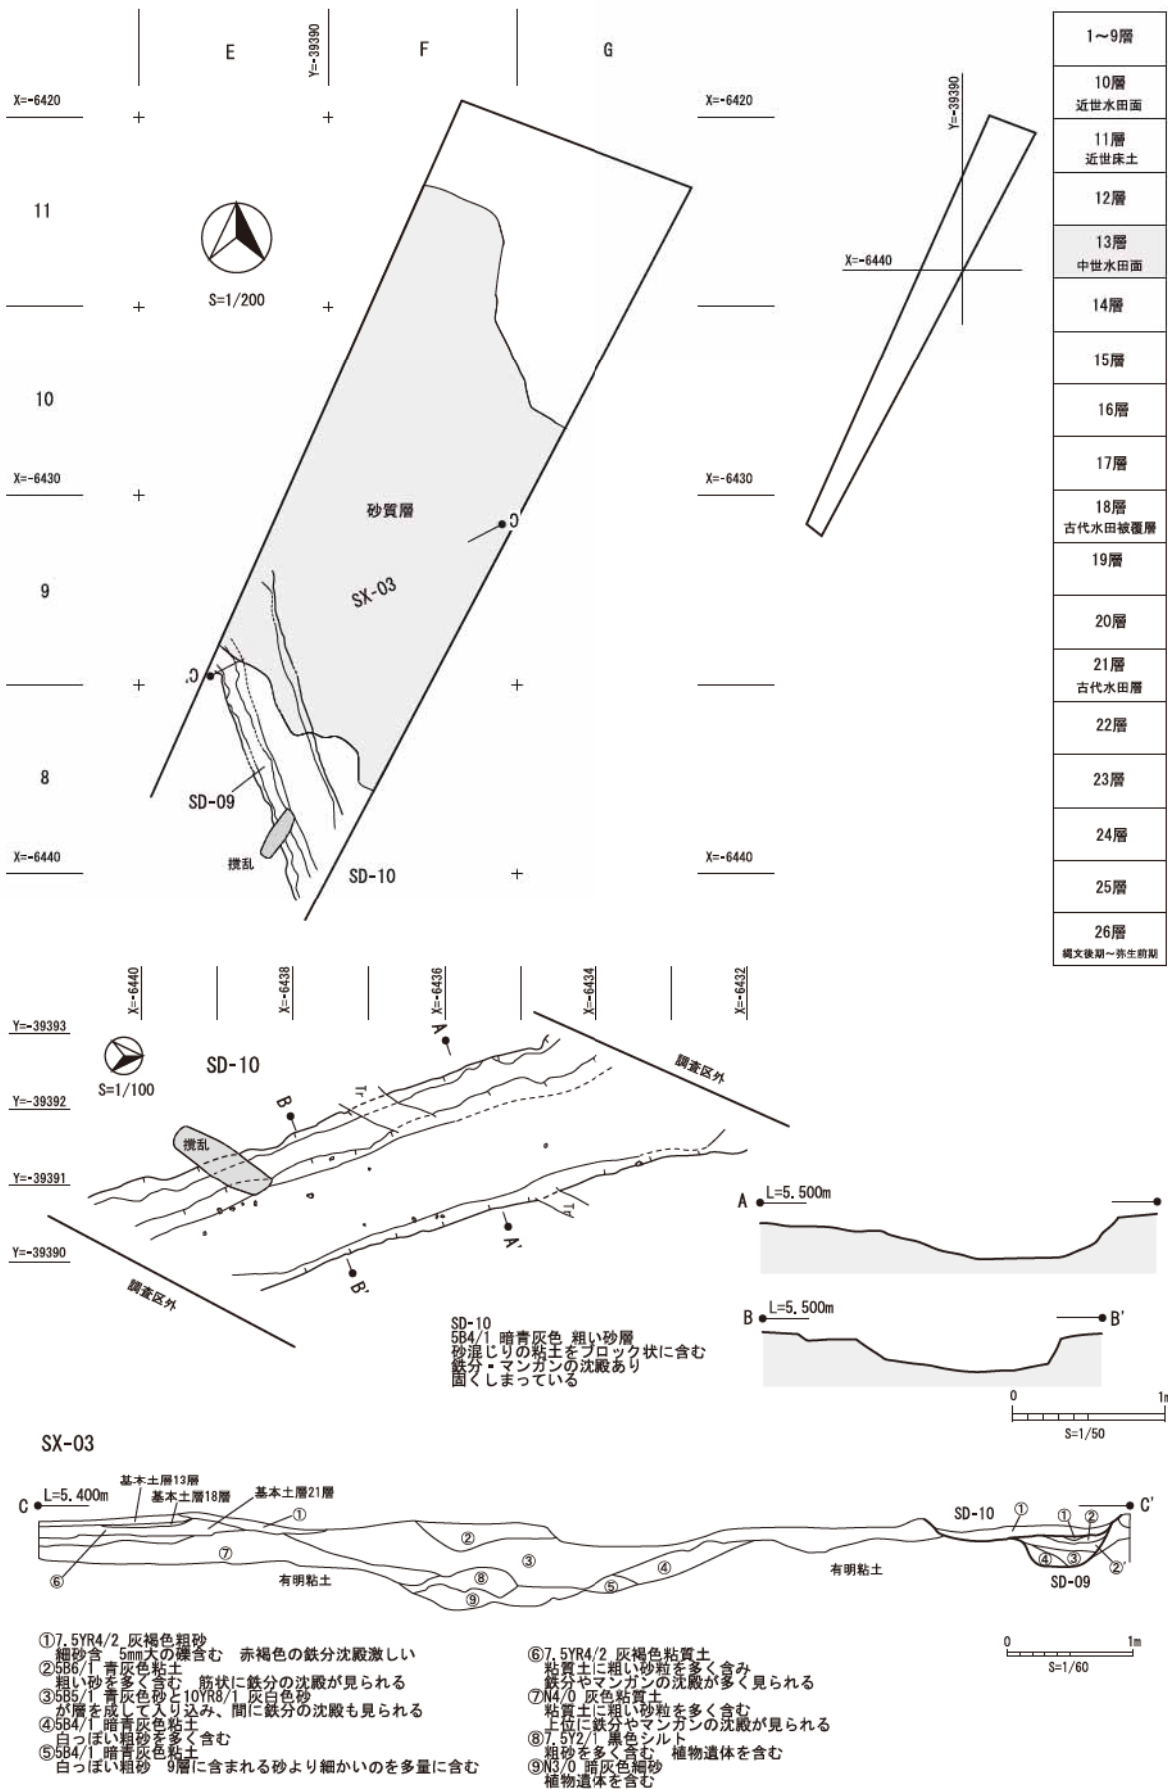 E
F
G
Y=-39390
X=-6420
X=-6420
11
S=1/200
10
X=-6430
X=-6430
砂質層
C
9
SX-03
C'
8
SD-09
X=-6440
X=-6440
攪乱
SD-10
Y=-39390
X=-6440
1～9層
10層
近世水田面
11層
近世床土
12層
13層
中世水田面
14層
15層
16層
17層
18層
古代水田被覆層
19層
20層
21層
古代水田層
22層
23層
24層
25層
26層
縄文後期～弥生前期
X=-6440
X=-6438
X=-6436
X=-6434
X=-6432
Y=-39393
Y=-39392
Y=-39391
Y=-39390
S=1/100
SD-10
A
B
Tr
攪乱
調査区外
Tr
A'
B'
調査区外
SD-10
5B4/1 暗青灰色 粗い砂層
砂混じりの粘土をブロック状に含む
鉄分・マンガンの沈殿あり
固くしまっている
A
L=5.500m
B
L=5.500m
B'
0 1m
S=1/50
SX-03
C
L=5.400m
基本土層13層
基本土層18層
基本土層21層
①
②
③
④
⑤
⑥
⑦
⑧
⑨
有明粘土
有明粘土
SD-10
①
①
②
C'
④
③
②'
SD-09
0 1m
S=1/60
①7.5YR4/2 灰褐色粗砂
細砂含 5mm大の礫含む 赤褐色の鉄分沈殿激しい
②5B6/1 青灰色粘土
粗い砂を多く含む 筋状に鉄分の沈殿が見られる
③5B5/1 青灰色砂と10YR8/1 灰白色砂
が層を成して入り込み、間に鉄分の沈殿も見られる
④5B4/1 暗青灰色粘土
白っぽい粗砂を多く含む
⑤5B4/1 暗青灰色粘土
白っぽい粗砂 9層に含まれる砂より細かいのを多量に含む
⑥7.5YR4/2 灰褐色粘質土
粘質土に粗い砂粒を多く含み
鉄分やマンガンの沈殿が多く見られる
⑦N4/0 灰色粘質土
粘質土に粗い砂粒を多く含む
上位に鉄分やマンガンの沈殿が見られる
⑧7.5Y2/1 黒色シルト
粗砂を多く含む 植物遺体を含む
⑨N3/0 暗灰色細砂
植物遺体を含む